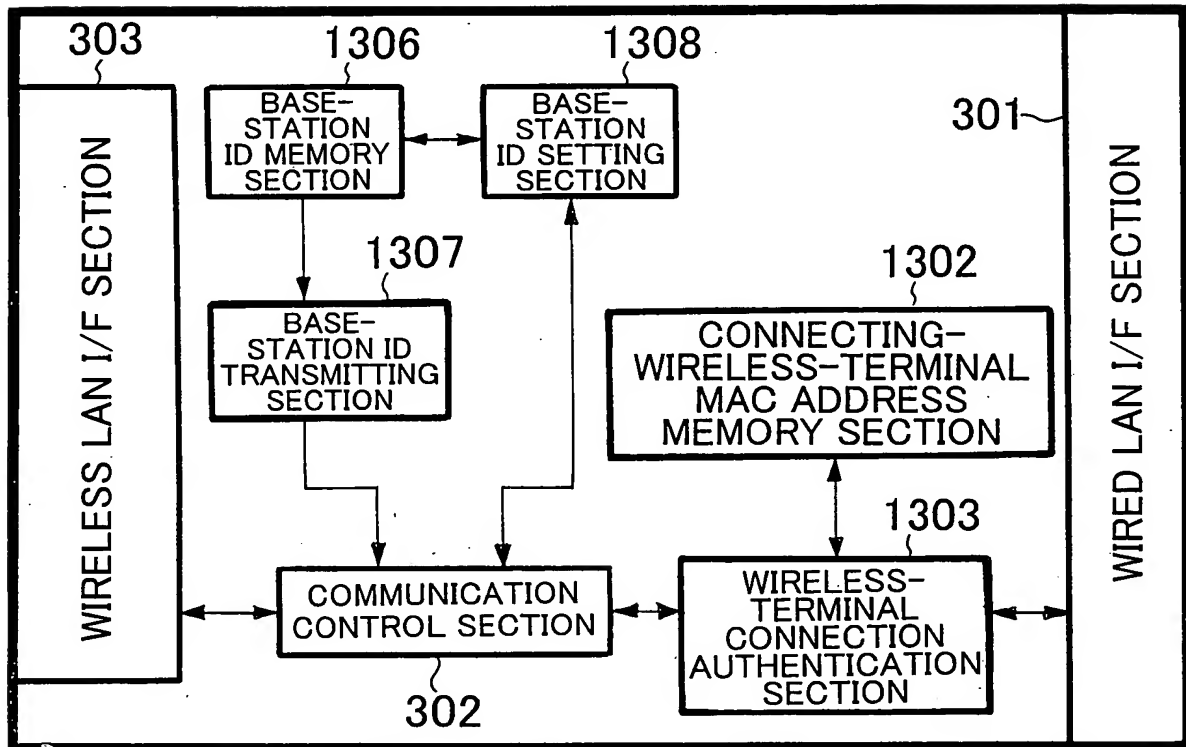 303
WIRELESS LAN I/F SECTION
1306
BASE-
STATION
ID MEMORY
SECTION
1308
BASE-
STATION
ID SETTING
SECTION
301
WIRED LAN I/F SECTION
1307
BASE-
STATION ID
TRANSMITTING
SECTION
1302
CONNECTING-
WIRELESS-TERMINAL
MAC ADDRESS
MEMORY SECTION
COMMUNICATION
CONTROL SECTION
302
1303
WIRELESS-
TERMINAL
CONNECTION
AUTHENTICATION
SECTION